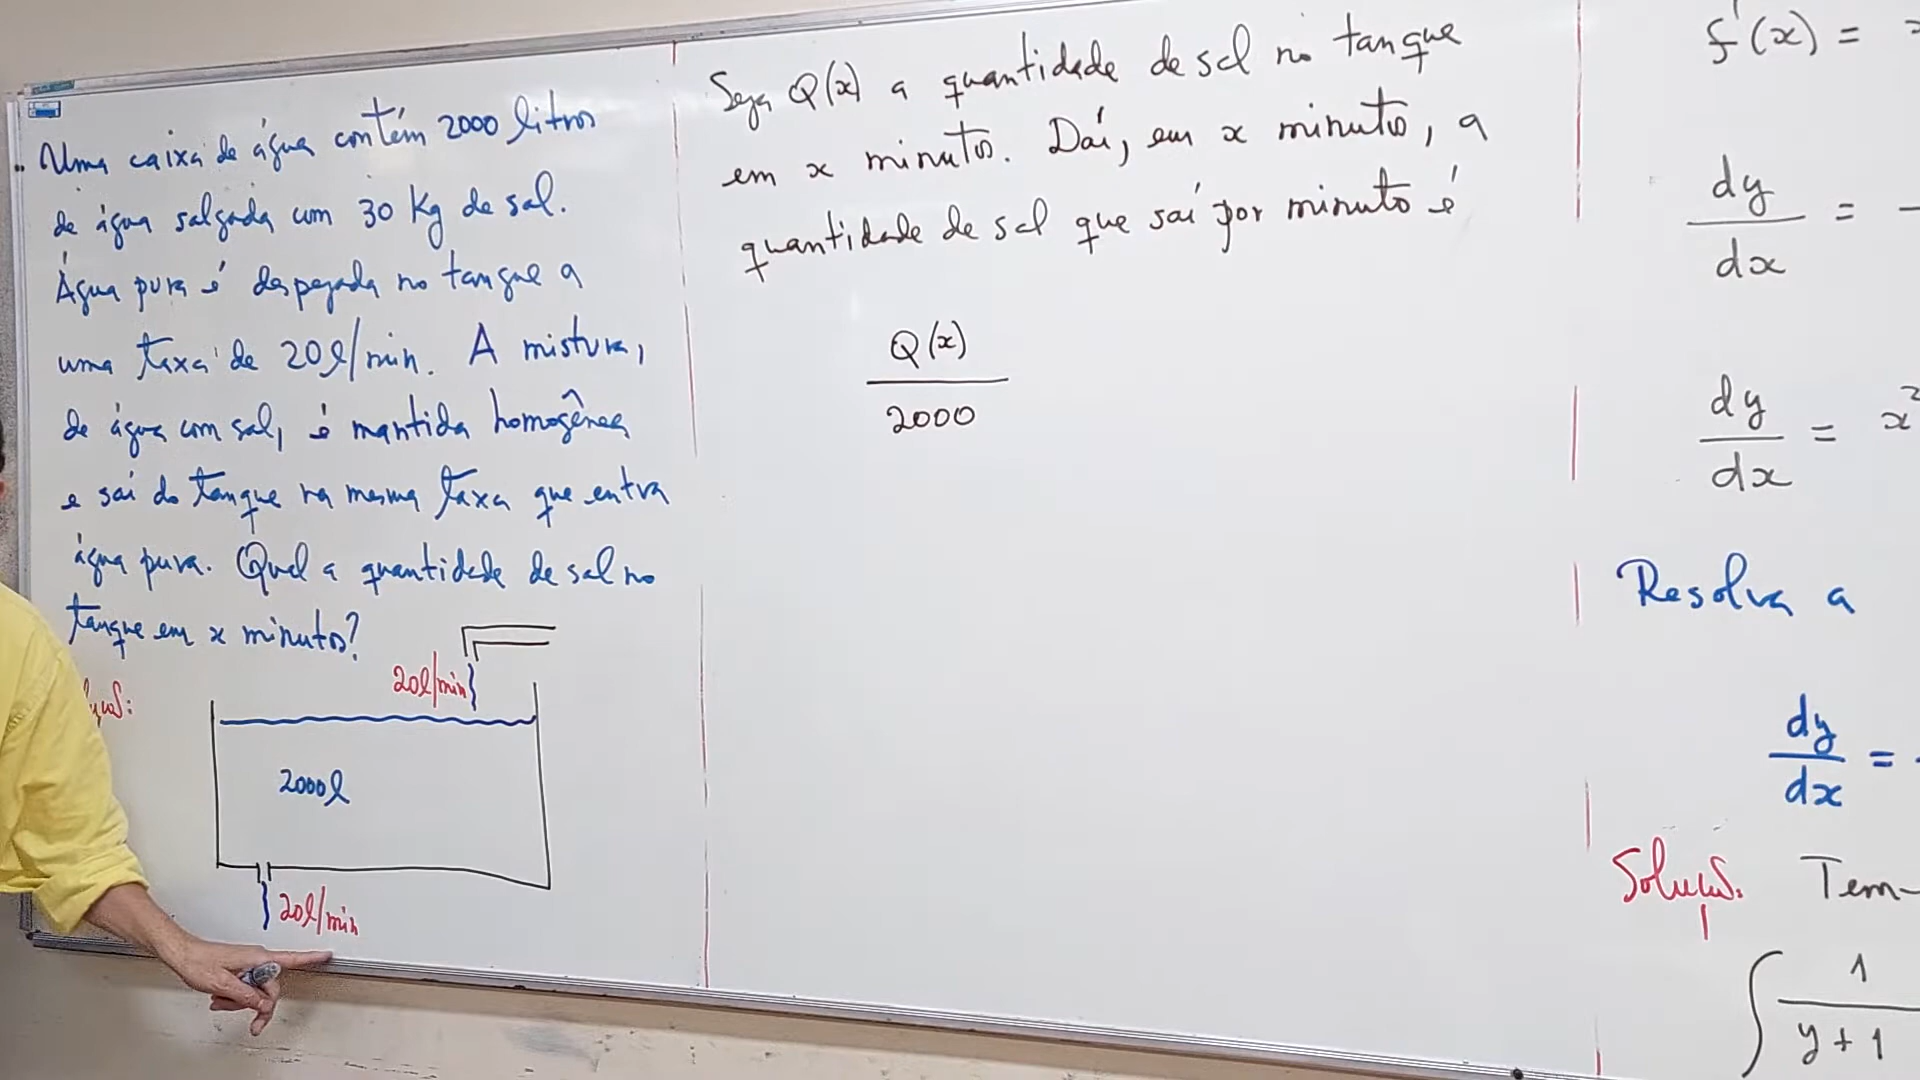 Uma caixa de água contém 2000 litros
de água salgada com 30 Kg de sal.
Água pura é despejada no tanque a
uma taxa de 20l/min. A mistura,
de água com sal, é mantida homogênea
e sai do tanque na mesma taxa que entra
água pura. Qual a quantidade de sal no
tanque em x minutos?
20l/min
2000l
20l/min
Seja Q(x) a quantidade de sal no tanque
em x minutos. Daí, em x minutos, a
quantidade de sal que sai por minuto é
Q(x)
2000
f'(x) =
dy
dx
= -
dy
dx
= x²
Resolva a
dy
dx
=
Solução: Tem-
∫ 1
y+1